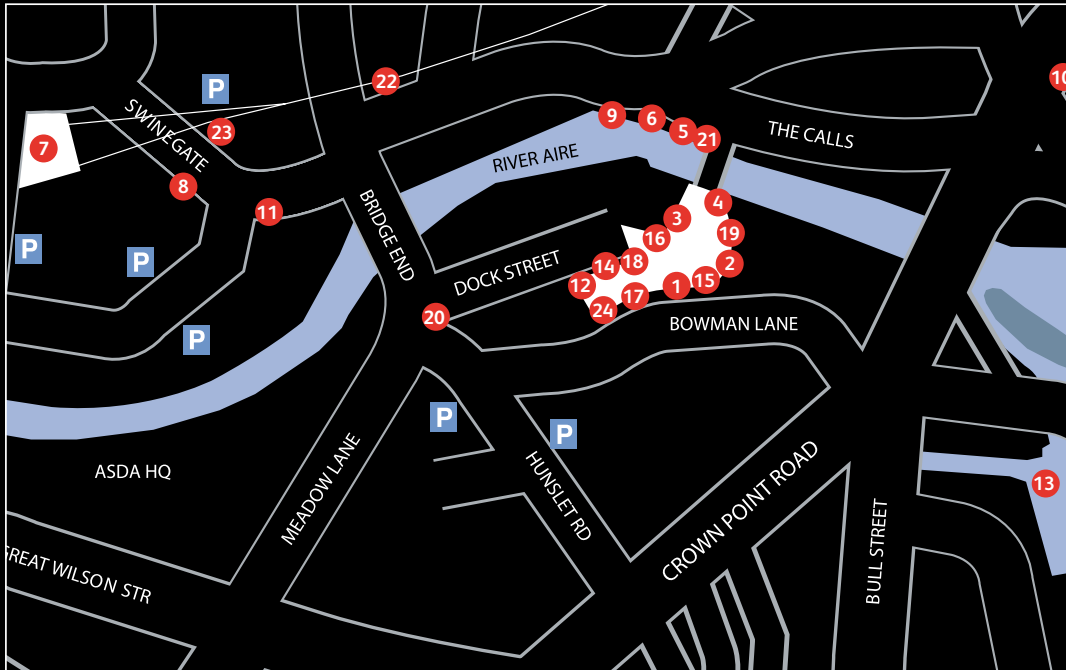 10
22
P
9
6
5
21
SWINEGATE
23
THE CALLS
7
RIVER AIRE
8
4
11
3
BRIDGE END
19
16
P
P
DOCK STREET
18
14
2
12
1
15
17
24
20
BOWMAN LANE
P
P
P
ASDA HQ
MEADOW LANE
HUNSLET RD
CROWN POINT ROAD
13
BULL STREET
GREAT WILSON STR